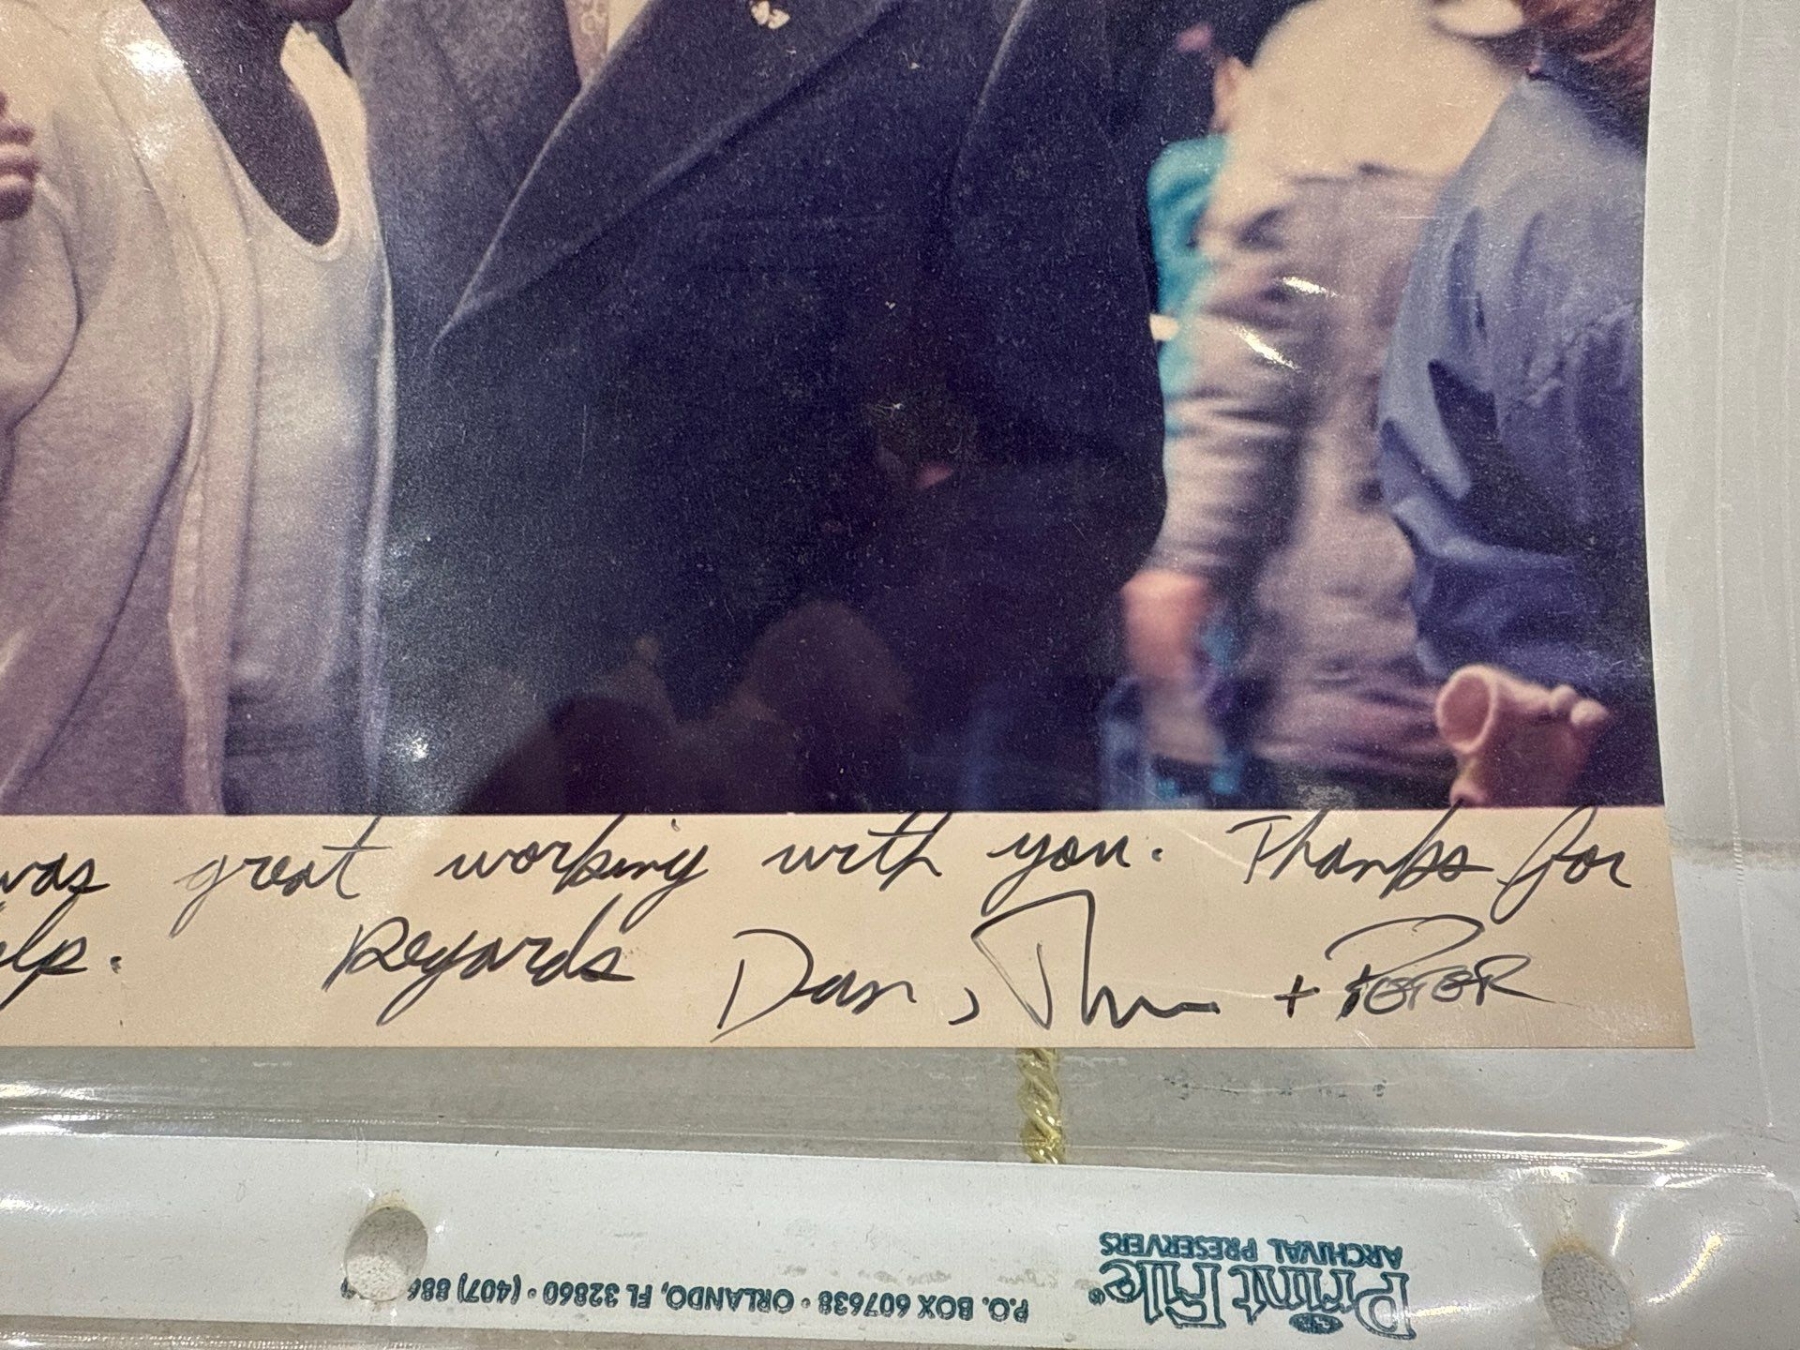 was great working with you. Thanks for
help. Regards Dan, + PETER
Print File®
ARCHIVAL PRESERVERS
P.O. BOX 607638 • ORLANDO, FL 32860 • (407) 886